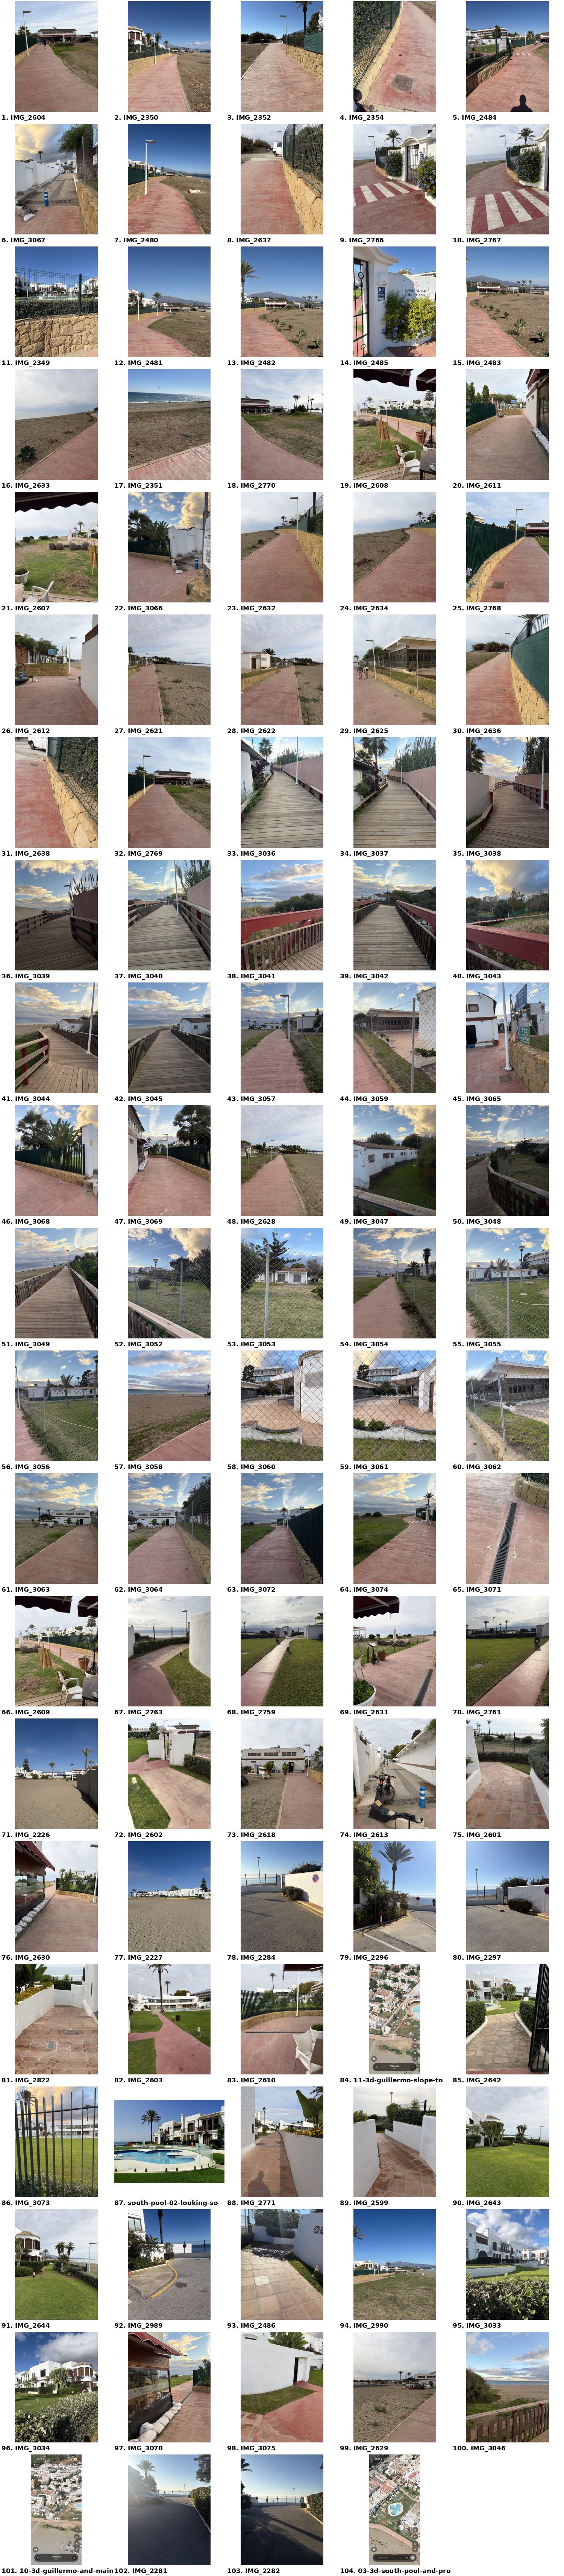 1. IMG_2604
2. IMG_2350
3. IMG_2352
4. IMG_2354
5. IMG_2484
6. IMG_3067
7. IMG_2480
8. IMG_2637
9. IMG_2766
10. IMG_2767
11. IMG_2349
12. IMG_2481
13. IMG_2482
14. IMG_2485
15. IMG_2483
16. IMG_2633
17. IMG_2351
18. IMG_2770
19. IMG_2608
20. IMG_2611
21. IMG_2607
22. IMG_3066
23. IMG_2632
24. IMG_2634
25. IMG_2768
26. IMG_2612
27. IMG_2621
28. IMG_2622
29. IMG_2625
30. IMG_2636
31. IMG_2638
32. IMG_2769
33. IMG_3036
34. IMG_3037
35. IMG_3038
36. IMG_3039
37. IMG_3040
38. IMG_3041
39. IMG_3042
40. IMG_3043
41. IMG_3044
42. IMG_3045
43. IMG_3057
44. IMG_3059
45. IMG_3065
46. IMG_3068
47. IMG_3069
48. IMG_2628
49. IMG_3047
50. IMG_3048
51. IMG_3049
52. IMG_3052
53. IMG_3053
54. IMG_3054
55. IMG_3055
56. IMG_3056
57. IMG_3058
58. IMG_3060
59. IMG_3061
60. IMG_3062
61. IMG_3063
62. IMG_3064
63. IMG_3072
64. IMG_3074
65. IMG_3071
66. IMG_2609
67. IMG_2763
68. IMG_2759
69. IMG_2631
70. IMG_2761
71. IMG_2226
72. IMG_2602
73. IMG_2618
74. IMG_2613
75. IMG_2601
76. IMG_2630
77. IMG_2227
78. IMG_2284
79. IMG_2296
80. IMG_2297
81. IMG_2822
82. IMG_2603
83. IMG_2610
84. 11-3d-guillermo-slope-to
85. IMG_2642
86. IMG_3073
87. south-pool-02-looking-so
88. IMG_2771
89. IMG_2599
90. IMG_2643
91. IMG_2644
92. IMG_2989
93. IMG_2486
94. IMG_2990
95. IMG_3033
96. IMG_3034
97. IMG_3070
98. IMG_3075
99. IMG_2629
100. IMG_3046
101. 10-3d-guillermo-and-main
102. IMG_2281
103. IMG_2282
104. 03-3d-south-pool-and-pro